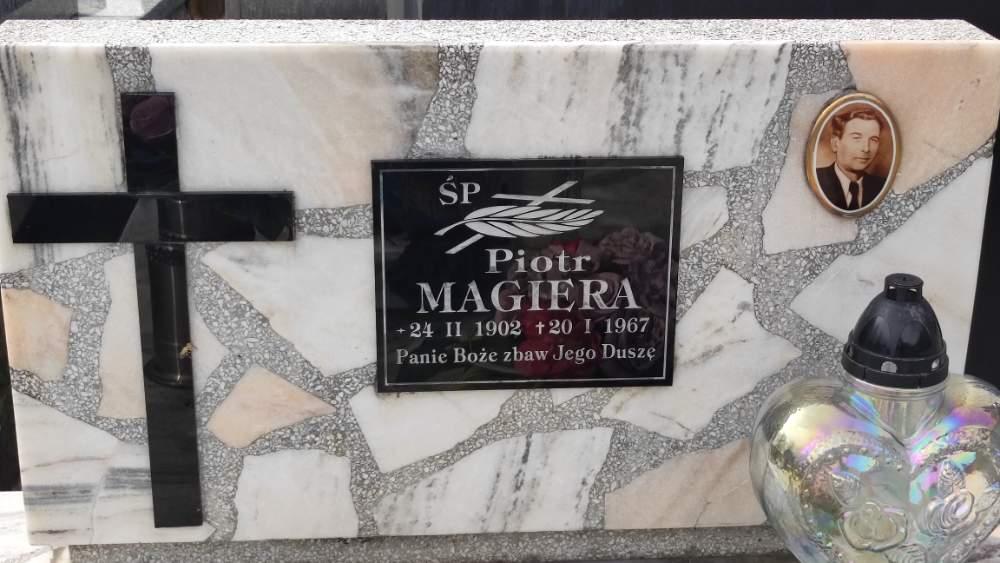 ŚP
Piotr
MAGIERA
* 24 II 1902 † 20 I 1967
Panie Boże zbaw Jego Duszę